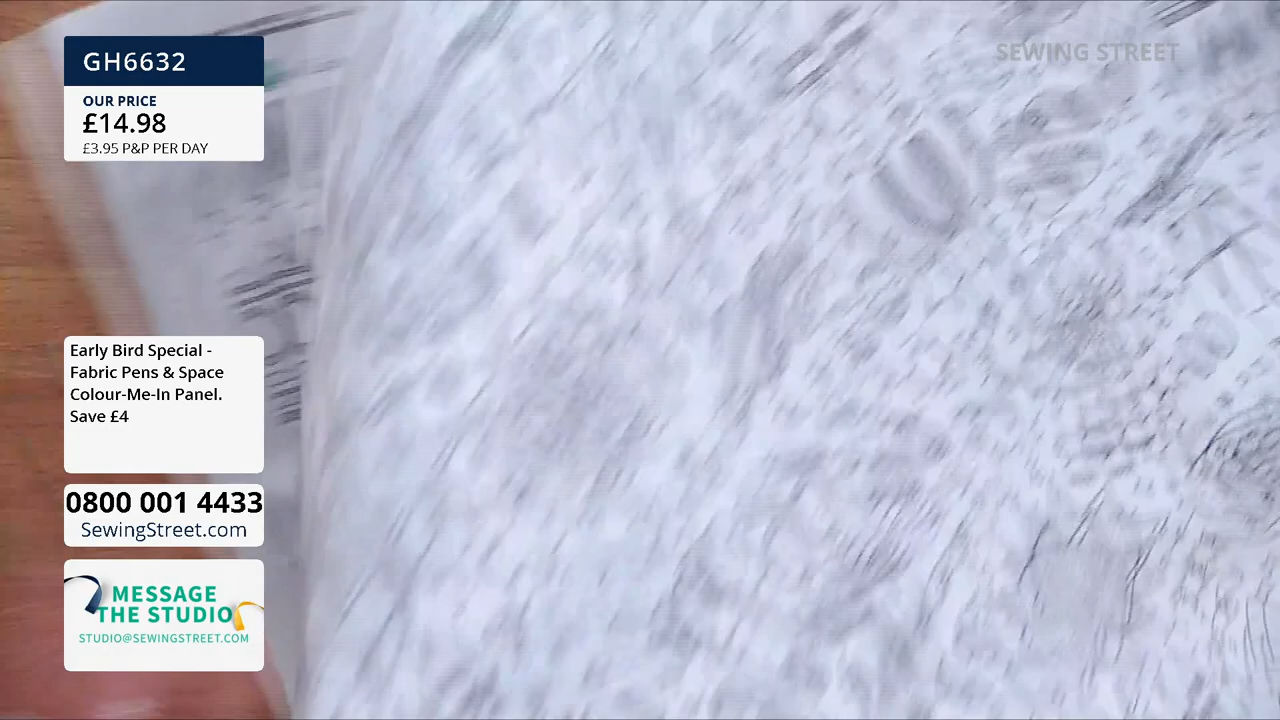 GH6632
OUR PRICE
£14.98
£3.95 P&P PER DAY
SEWING STREET
Early Bird Special -
Fabric Pens & Space
Colour-Me-In Panel.
Save £4
0800 001 4433
SewingStreet.com
MESSAGE
THE STUDIO
STUDIO@SEWINGSTREET.COM